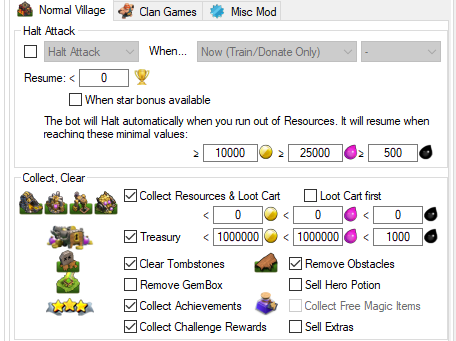 Normal Village Clan Games Misc Mod
Halt Attack
Halt Attack When... Now (Train/Donate Only) -
Resume: < 0
When star bonus available
The bot will Halt automatically when you run out of Resources. It will resume when
reaching these minimal values:
≥ 10000 ≥ 25000 ≥ 500
Collect, Clear
Collect Resources & Loot Cart Loot Cart first
< 0 < 0 < 0
Treasury < 1000000 < 1000000 < 1000
Clear Tombstones Remove Obstacles
Remove GemBox Sell Hero Potion
Collect Achievements Collect Free Magic Items
Collect Challenge Rewards Sell Extras